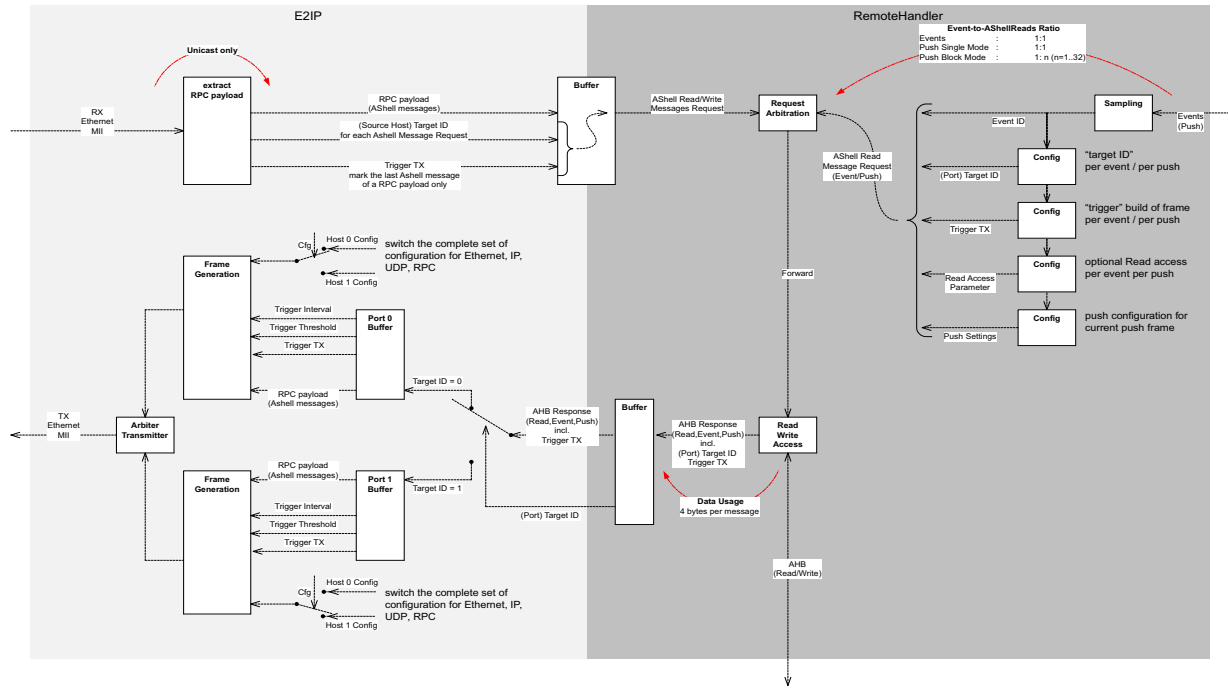 E2IP
RemoteHandler
Event-to-AShellReads Ratio
Events : 1:1
Push Single Mode : 1:1
Push Block Mode : 1: n (n=1..32)
Unicast only
extract
RPC payload
RX
Ethernet
MII
RPC payload
(AShell messages)
(Source Host) Target ID
for each Ashell Message Request
Trigger TX
mark the last Ashell message
of a RPC payload only
Buffer
AShell Read/Write
Messages Request
Request
Arbitration
AShell Read
Message Request
(Event/Push)
Sampling
Events
(Push)
Event ID
Config
"target ID"
per event / per push
(Port) Target ID
Config
"trigger" build of frame
per event / per push
Trigger TX
Config
optional Read access
per event per push
Read Access
Parameter
Config
push configuration for
current push frame
Push Settings
Forward
Host 0 Config
Cfg
Host 1 Config
switch the complete set of
configuration for Ethernet, IP,
UDP, RPC
Frame
Generation
Trigger Interval
Trigger Threshold
Trigger TX
RPC payload
(Ashell messages)
Port 0
Buffer
Target ID = 0
TX
Ethernet
MII
Arbiter
Transmitter
AHB Response
(Read,Event,Push)
incl.
Trigger TX
Buffer
AHB Response
(Read,Event,Push)
incl.
(Port) Target ID
Trigger TX
Read
Write
Access
Data Usage
4 bytes per message
Frame
Generation
RPC payload
(Ashell messages)
Trigger Interval
Trigger Threshold
Trigger TX
Port 1
Buffer
Target ID = 1
(Port) Target ID
AHB
(Read/Write)
Host 0 Config
Cfg
Host 1 Config
switch the complete set of
configuration for Ethernet, IP,
UDP, RPC